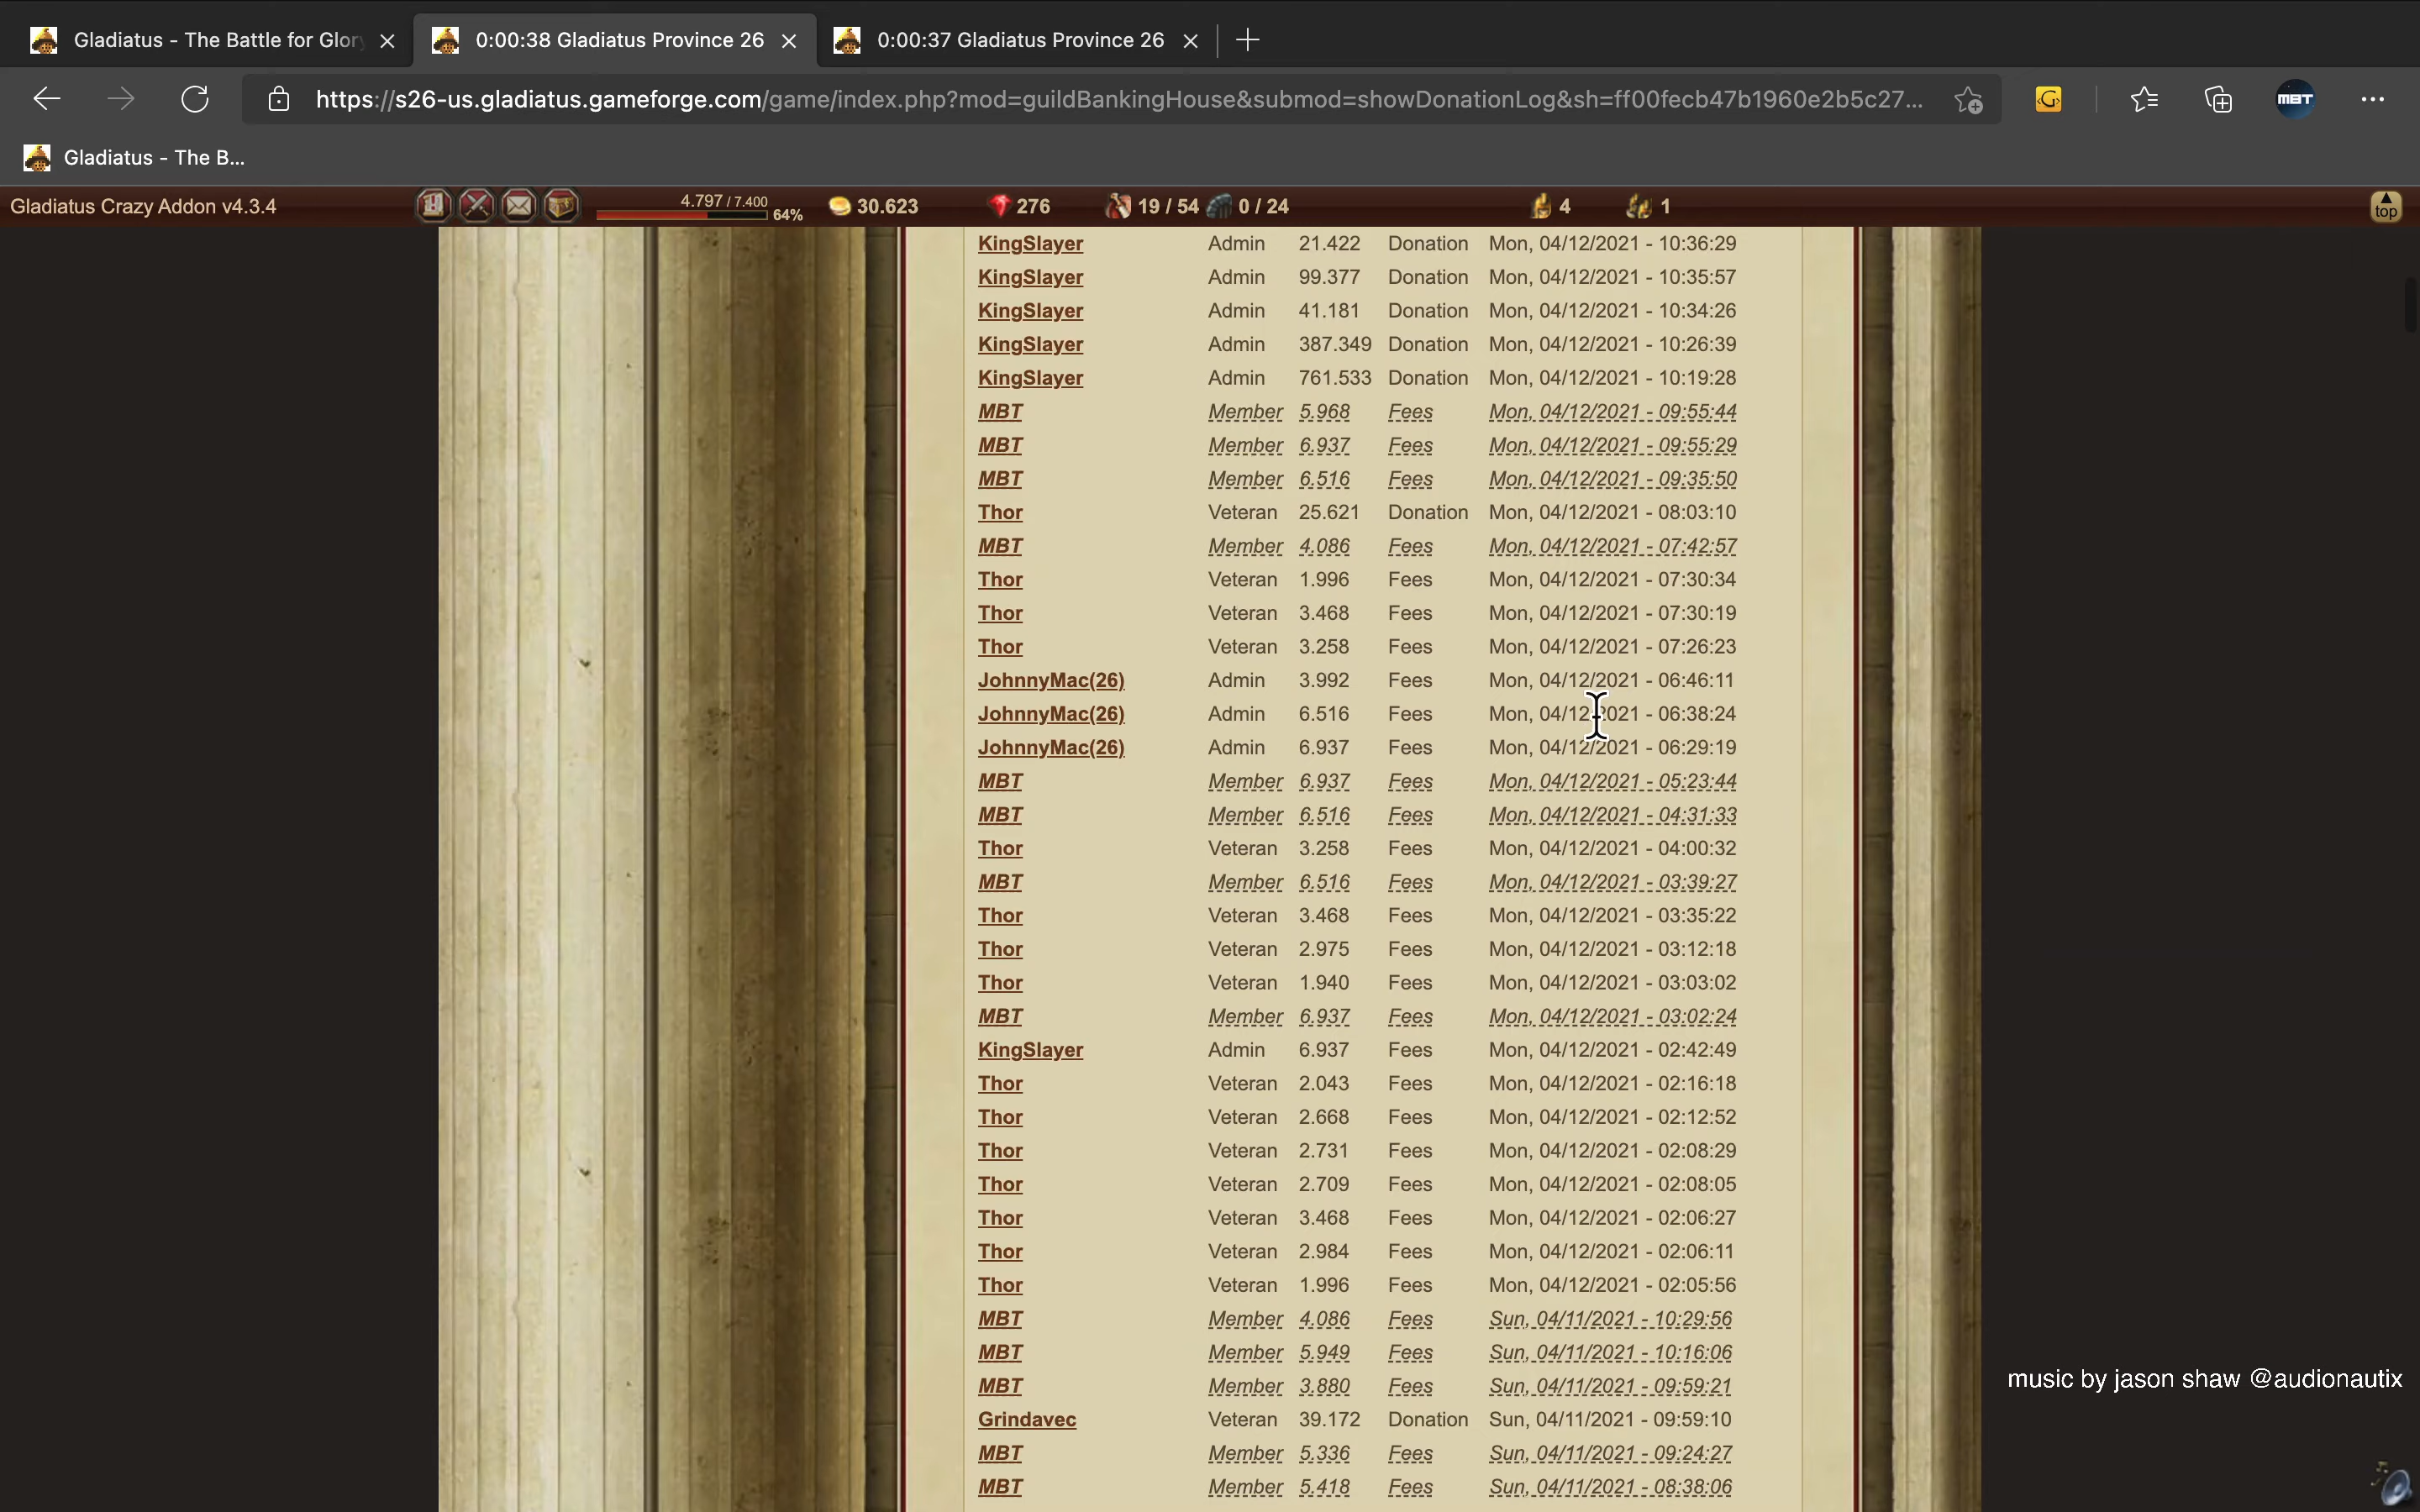 Gladiatus - The Battle for Glor
0:00:38 Gladiatus Province 26
0:00:37 Gladiatus Province 26
https://s26-us.gladiatus.gameforge.com/game/index.php?mod=guildBankingHouse&submod=showDonationLog&sh=ff00fecb47b1960e2b5c27...
MBT
Gladiatus - The B...
Gladiatus Crazy Addon v4.3.4
4.797 / 7.400
64%
30.623
276
19 / 54
0 / 24
4
1
top
KingSlayer Admin 21.422 Donation Mon, 04/12/2021 - 10:36:29
KingSlayer Admin 99.377 Donation Mon, 04/12/2021 - 10:35:57
KingSlayer Admin 41.181 Donation Mon, 04/12/2021 - 10:34:26
KingSlayer Admin 387.349 Donation Mon, 04/12/2021 - 10:26:39
KingSlayer Admin 761.533 Donation Mon, 04/12/2021 - 10:19:28
MBT Member 5.968 Fees Mon, 04/12/2021 - 09:55:44
MBT Member 6.937 Fees Mon, 04/12/2021 - 09:55:29
MBT Member 6.516 Fees Mon, 04/12/2021 - 09:35:50
Thor Veteran 25.621 Donation Mon, 04/12/2021 - 08:03:10
MBT Member 4.086 Fees Mon, 04/12/2021 - 07:42:57
Thor Veteran 1.996 Fees Mon, 04/12/2021 - 07:30:34
Thor Veteran 3.468 Fees Mon, 04/12/2021 - 07:30:19
Thor Veteran 3.258 Fees Mon, 04/12/2021 - 07:26:23
JohnnyMac(26) Admin 3.992 Fees Mon, 04/12/2021 - 06:46:11
JohnnyMac(26) Admin 6.516 Fees Mon, 04/12/2021 - 06:38:24
JohnnyMac(26) Admin 6.937 Fees Mon, 04/12/2021 - 06:29:19
MBT Member 6.937 Fees Mon, 04/12/2021 - 05:23:44
MBT Member 6.516 Fees Mon, 04/12/2021 - 04:31:33
Thor Veteran 3.258 Fees Mon, 04/12/2021 - 04:00:32
MBT Member 6.516 Fees Mon, 04/12/2021 - 03:39:27
Thor Veteran 3.468 Fees Mon, 04/12/2021 - 03:35:22
Thor Veteran 2.975 Fees Mon, 04/12/2021 - 03:12:18
Thor Veteran 1.940 Fees Mon, 04/12/2021 - 03:03:02
MBT Member 6.937 Fees Mon, 04/12/2021 - 03:02:24
KingSlayer Admin 6.937 Fees Mon, 04/12/2021 - 02:42:49
Thor Veteran 2.043 Fees Mon, 04/12/2021 - 02:16:18
Thor Veteran 2.668 Fees Mon, 04/12/2021 - 02:12:52
Thor Veteran 2.731 Fees Mon, 04/12/2021 - 02:08:29
Thor Veteran 2.709 Fees Mon, 04/12/2021 - 02:08:05
Thor Veteran 3.468 Fees Mon, 04/12/2021 - 02:06:27
Thor Veteran 2.984 Fees Mon, 04/12/2021 - 02:06:11
Thor Veteran 1.996 Fees Mon, 04/12/2021 - 02:05:56
MBT Member 4.086 Fees Sun, 04/11/2021 - 10:29:56
MBT Member 5.949 Fees Sun, 04/11/2021 - 10:16:06
MBT Member 3.880 Fees Sun, 04/11/2021 - 09:59:21
Grindavec Veteran 39.172 Donation Sun, 04/11/2021 - 09:59:10
MBT Member 5.336 Fees Sun, 04/11/2021 - 09:24:27
MBT Member 5.418 Fees Sun, 04/11/2021 - 08:38:06
music by jason shaw @audionautix